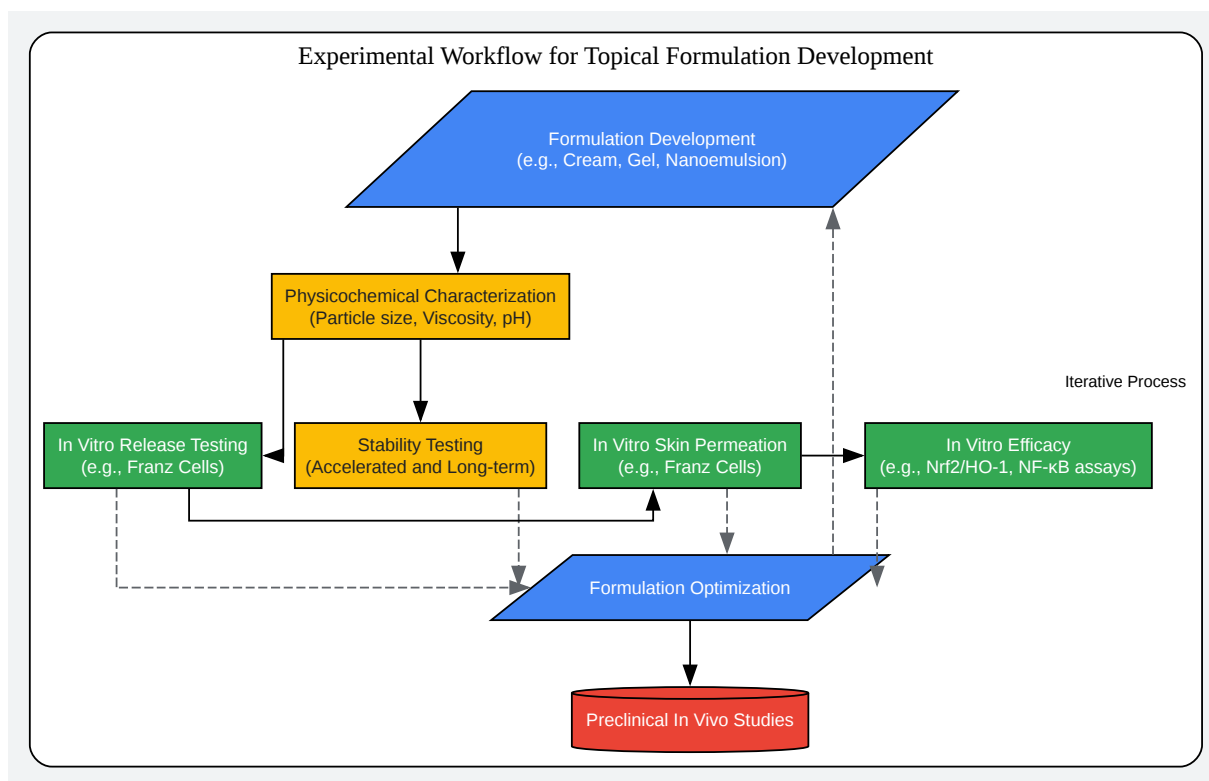 Experimental Workflow for Topical Formulation Development
Formulation Development
(e.g., Cream, Gel, Nanoemulsion)
Physicochemical Characterization
(Particle size, Viscosity, pH)
Iterative Process
In Vitro Release Testing
(e.g., Franz Cells)
Stability Testing
(Accelerated and Long-term)
In Vitro Skin Permeation
(e.g., Franz Cells)
In Vitro Efficacy
(e.g., Nrf2/HO-1, NF-κB assays)
Formulation Optimization
Preclinical In Vivo Studies